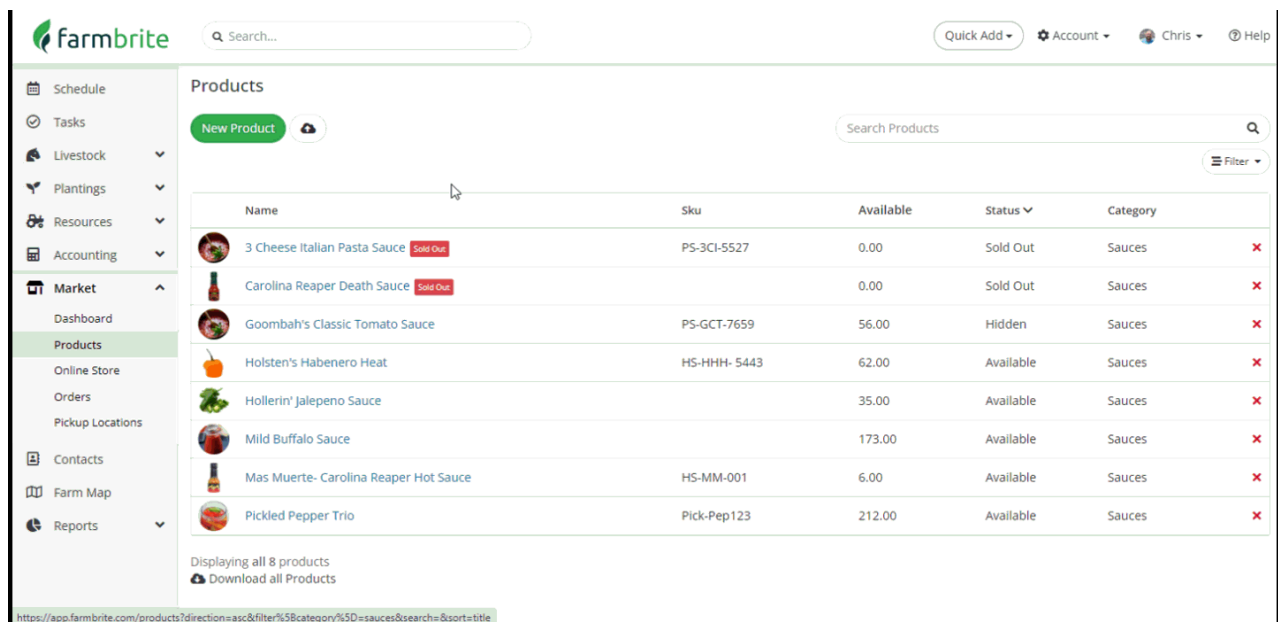 farmbrite Search... Quick Add Account Chris Help
Schedule
Tasks
Livestock
Plantings
Resources
Accounting
Market
Dashboard
Products
Online Store
Orders
Pickup Locations
Contacts
Farm Map
Reports
Products
New Product Search Products
Filter
Name Sku Available Status Category
3 Cheese Italian Pasta Sauce Sold Out PS-3CI-5527 0.00 Sold Out Sauces
Carolina Reaper Death Sauce Sold Out 0.00 Sold Out Sauces
Goombah's Classic Tomato Sauce PS-GCT-7659 56.00 Hidden Sauces
Holsten's Habenero Heat HS-HHH- 5443 62.00 Available Sauces
Hollerin' Jalepeno Sauce 35.00 Available Sauces
Mild Buffalo Sauce 173.00 Available Sauces
Mas Muerte- Carolina Reaper Hot Sauce HS-MM-001 6.00 Available Sauces
Pickled Pepper Trio Pick-Pep123 212.00 Available Sauces
Displaying all 8 products
Download all Products
https://app.farmbrite.com/products?direction=asc&filter%5Bcategory%5D=sauces&search=&sort=title